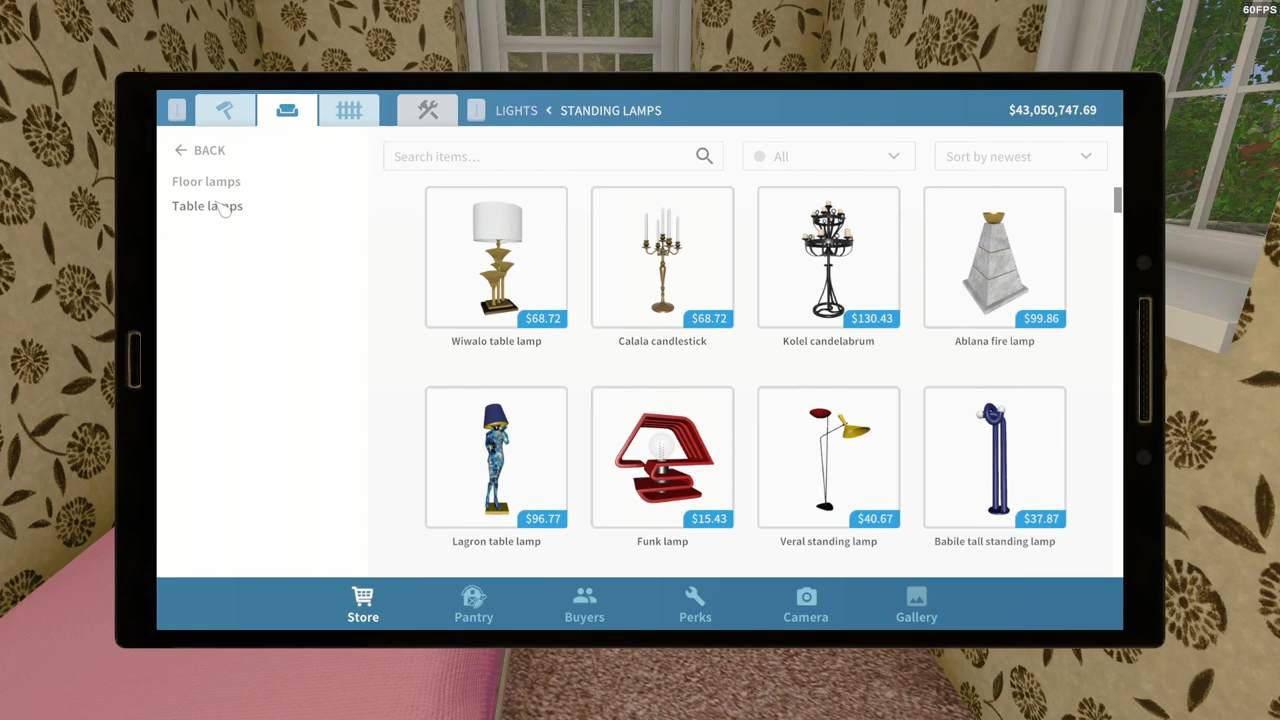 60FPS
LIGHTS < STANDING LAMPS
$43,050,747.69
BACK
Floor lamps
Table lamps
Search items...
All
Sort by newest
$68.72
$68.72
$130.43
$99.86
Wiwalo table lamp
Calala candlestick
Kolel candelabrum
Ablana fire lamp
$96.77
$15.43
$40.67
$37.87
Lagron table lamp
Funk lamp
Veral standing lamp
Babile tall standing lamp
Store
Pantry
Buyers
Perks
Camera
Gallery